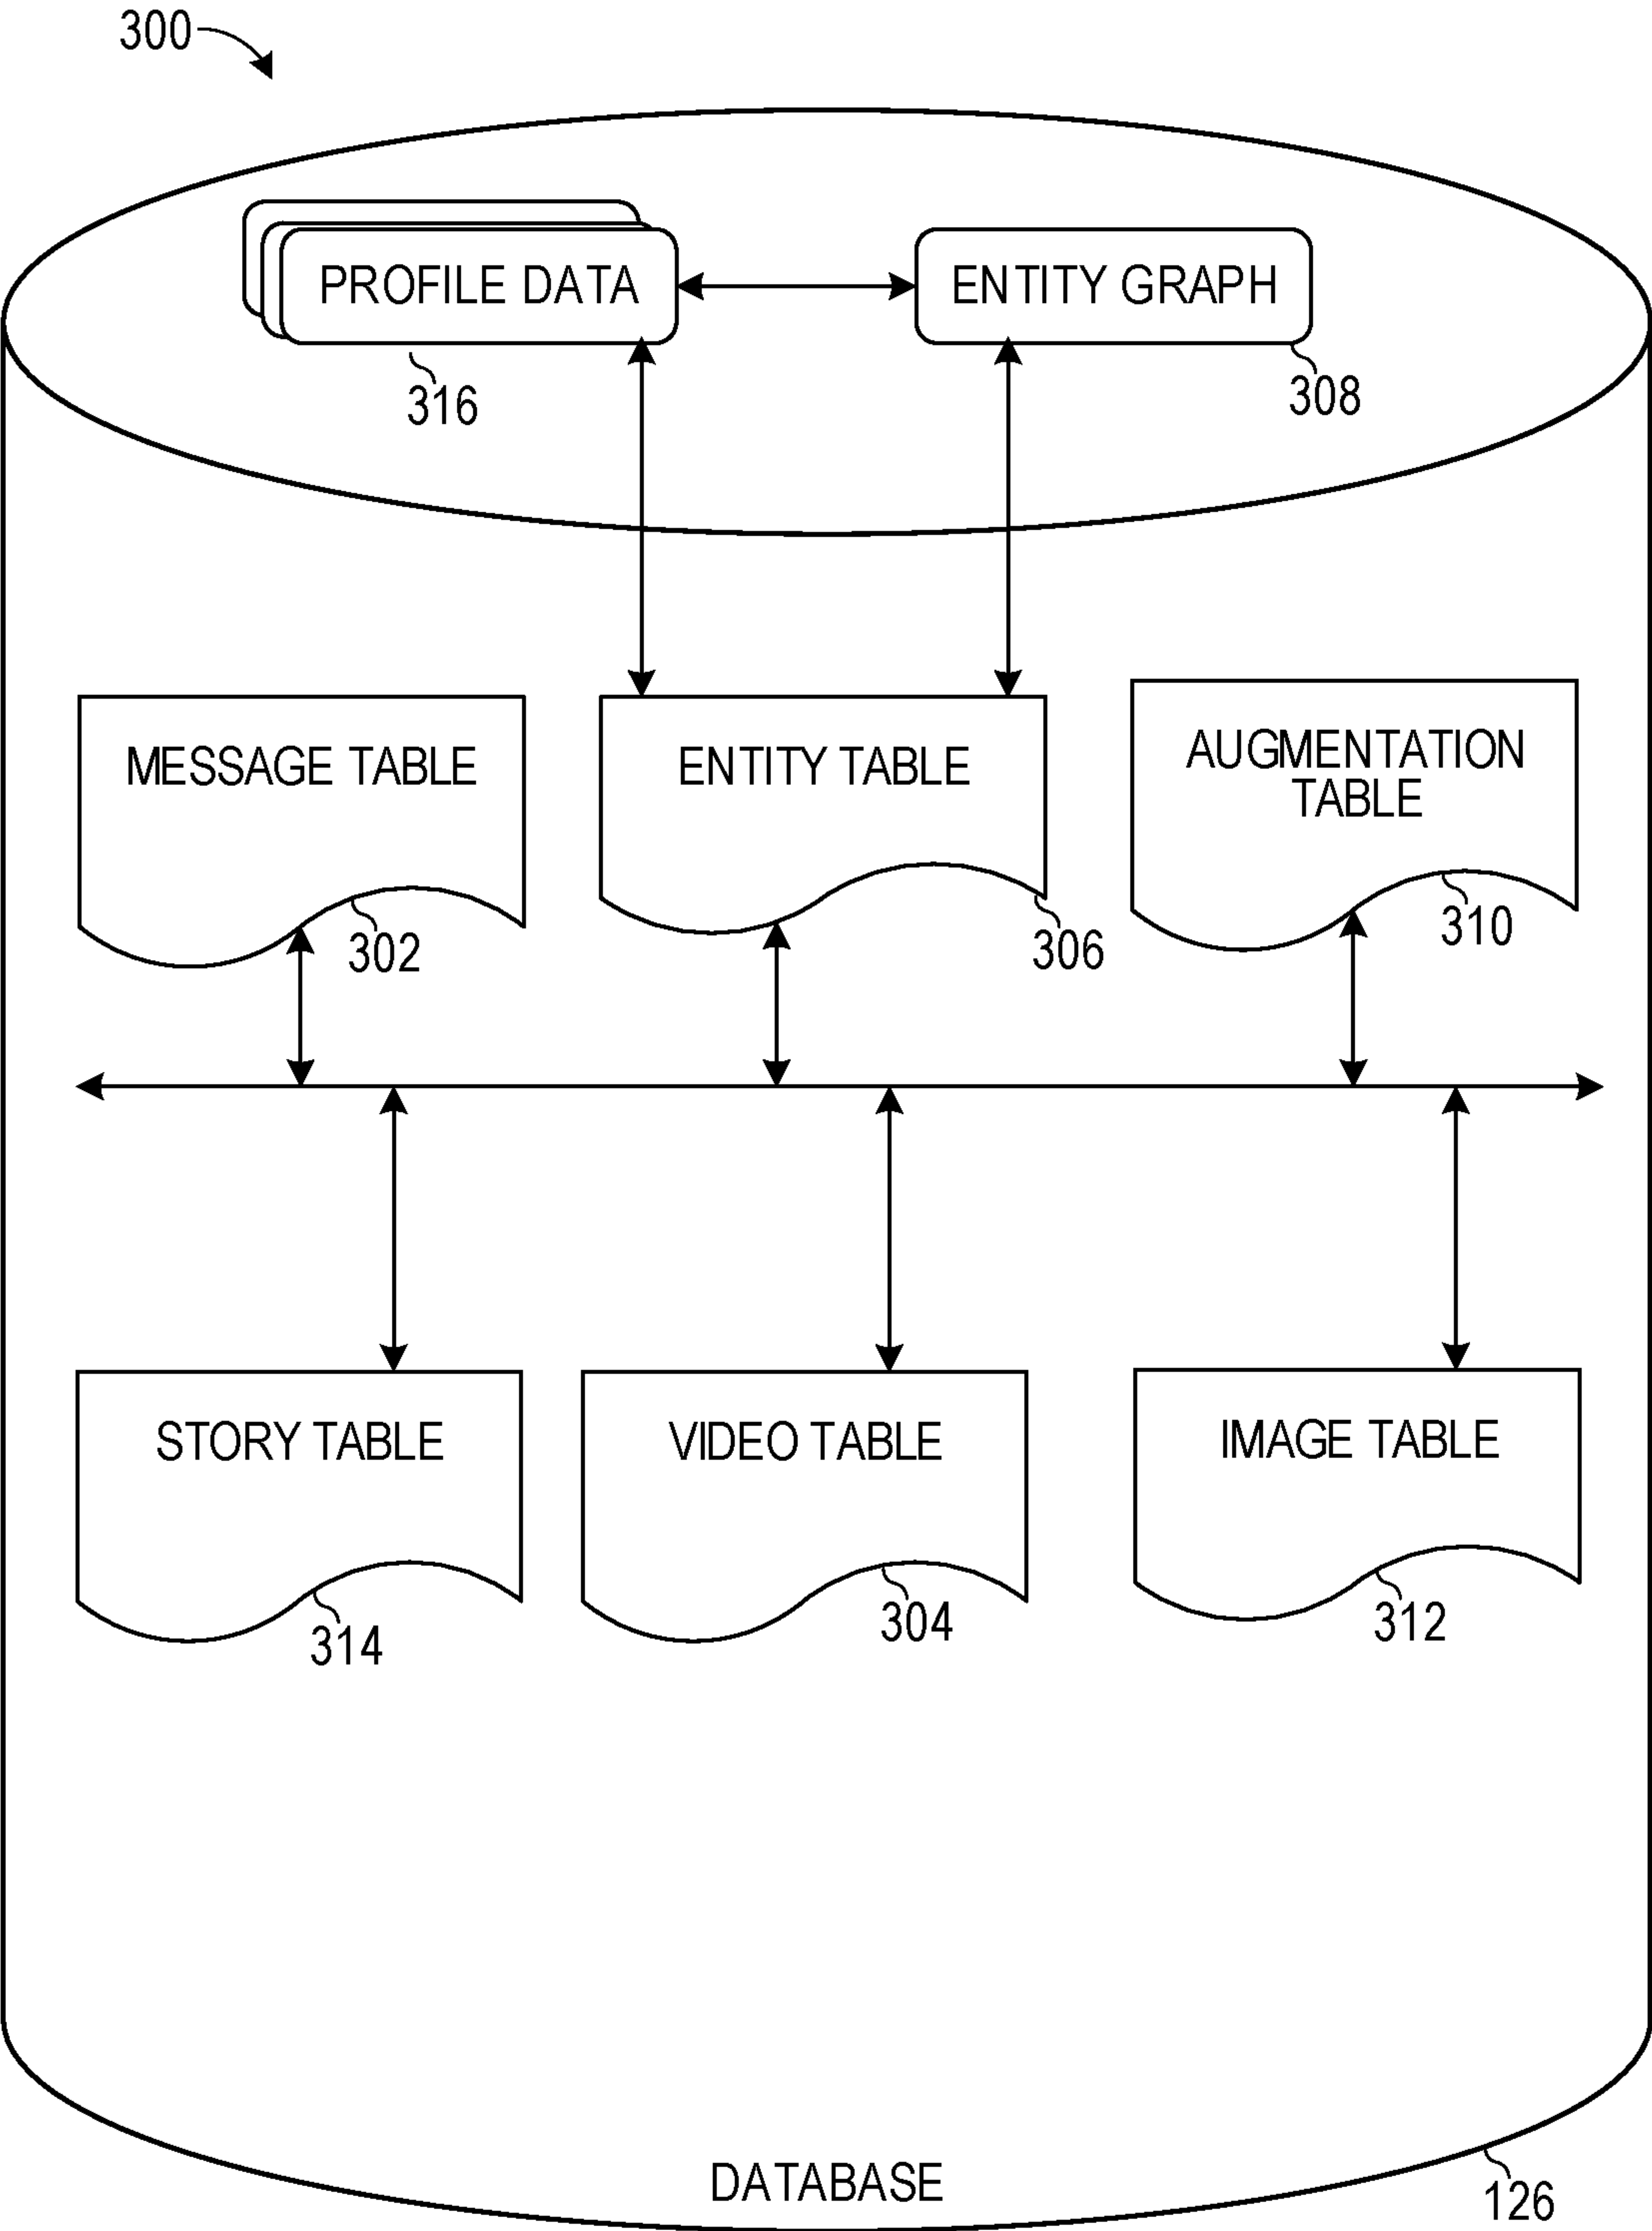 300
PROFILE DATA
ENTITY GRAPH
316
308
MESSAGE TABLE
ENTITY TABLE
AUGMENTATION
TABLE
302
306
310
STORY TABLE
VIDEO TABLE
IMAGE TABLE
314
304
312
DATABASE
126